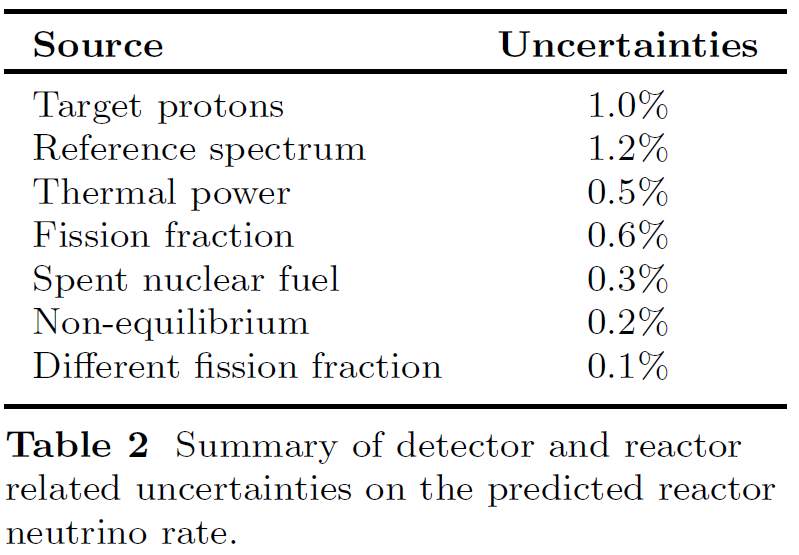 Source Uncertainties
Target protons 1.0%
Reference spectrum 1.2%
Thermal power 0.5%
Fission fraction 0.6%
Spent nuclear fuel 0.3%
Non-equilibrium 0.2%
Different fission fraction 0.1%
Table 2 Summary of detector and reactor
related uncertainties on the predicted reactor
neutrino rate.